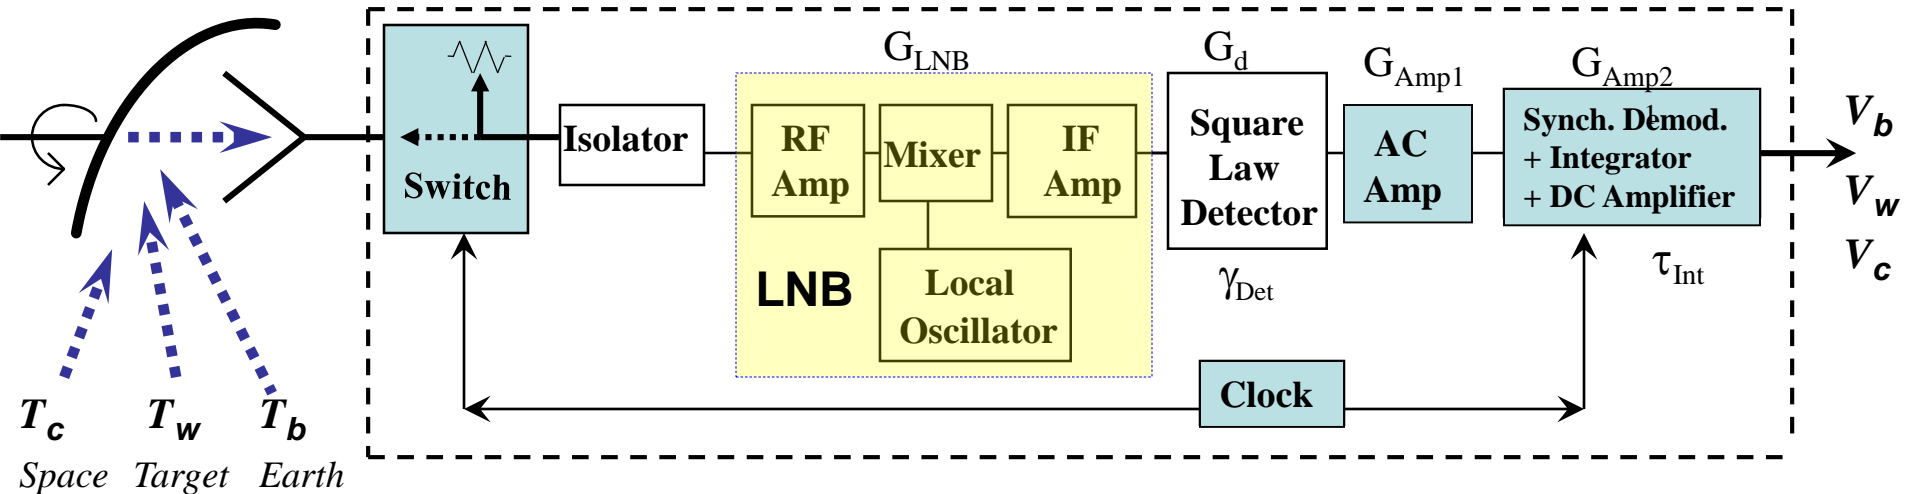 G_LNB
G_d
G_Amp1
G_Amp2
1
Switch
Isolator
RF
Amp
Mixer
IF
Amp
Square
Law
Detector
AC
Amp
Synch. Demod.
+ Integrator
+ DC Amplifier
V_b
V_w
V_c
LNB
Local
Oscillator
γ_Det
τ_Int
Clock
T_c
Space
T_w
Target
T_b
Earth